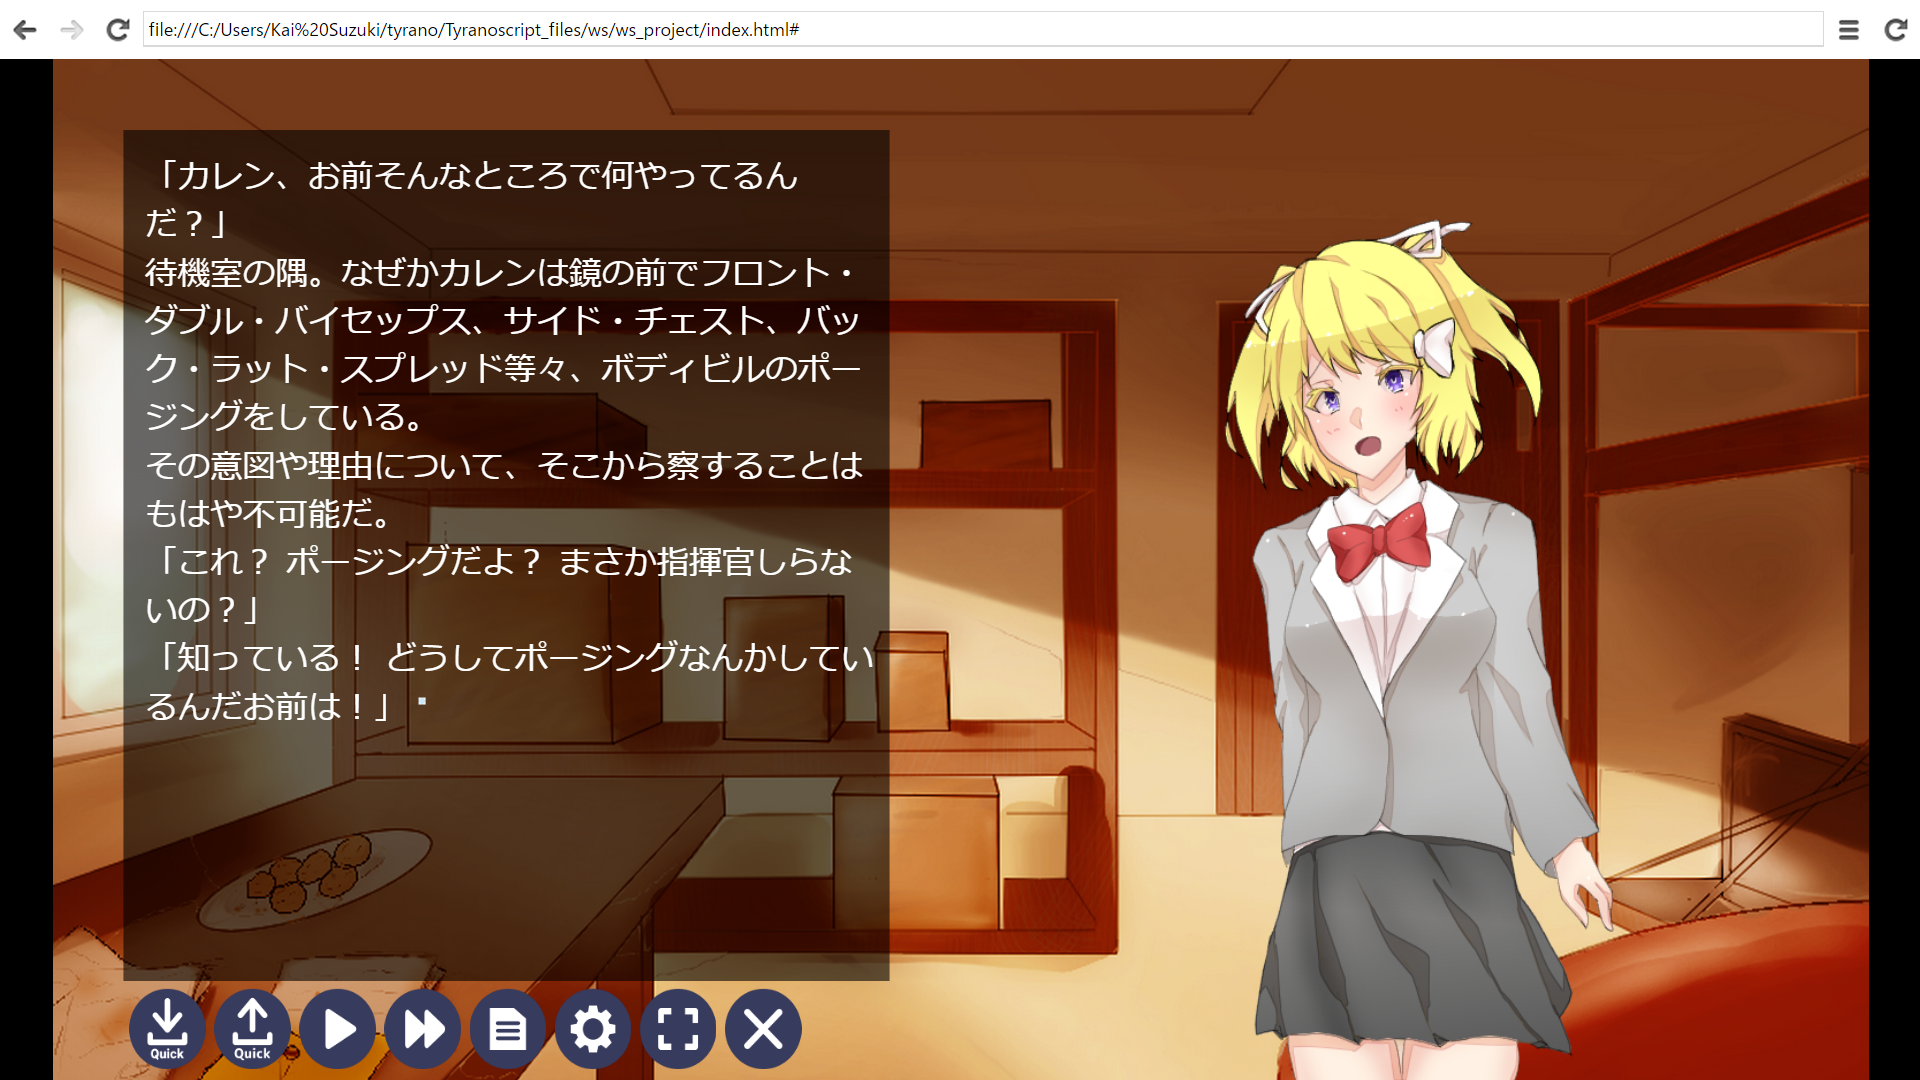 file:///C:/Users/Kai%20Suzuki/tyrano/Tyranoscript_files/ws/ws_project/index.html#
「カレン、お前そんなところで何やってるん
だ？」
待機室の隅。なぜかカレンは鏡の前でフロント・
ダブル・バイセップス、サイド・チェスト、バッ
ク・ラット・スプレッド等々、ボディビルのポー
ジングをしている。
その意図や理由について、そこから察することは
もはや不可能だ。
「これ？ ポージングだよ？ まさか指揮官しらな
いの？」
「知っている！ どうしてポージングなんかしてい
るんだお前は！」
Quick
Quick